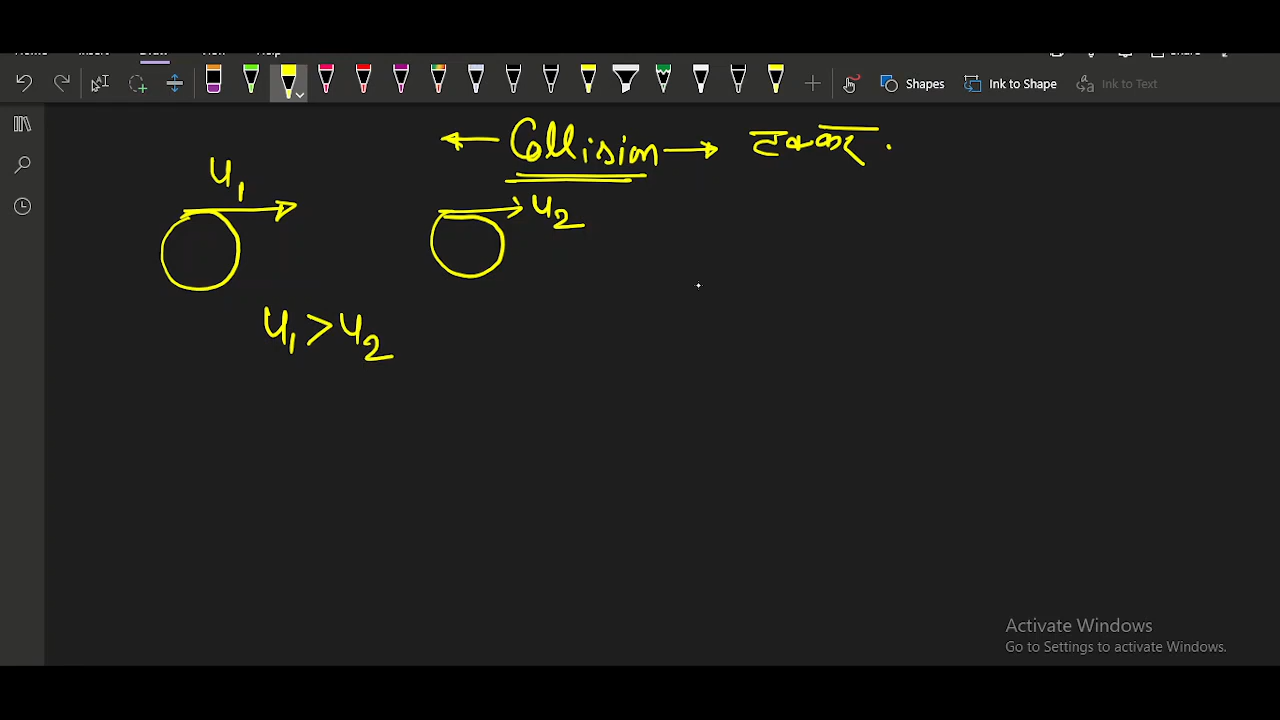 Share
Shapes Ink to Shape Ink to Text
Collision → टक्कर.
u₁
u₂
u₁ > u₂
Activate Windows
Go to Settings to activate Windows.